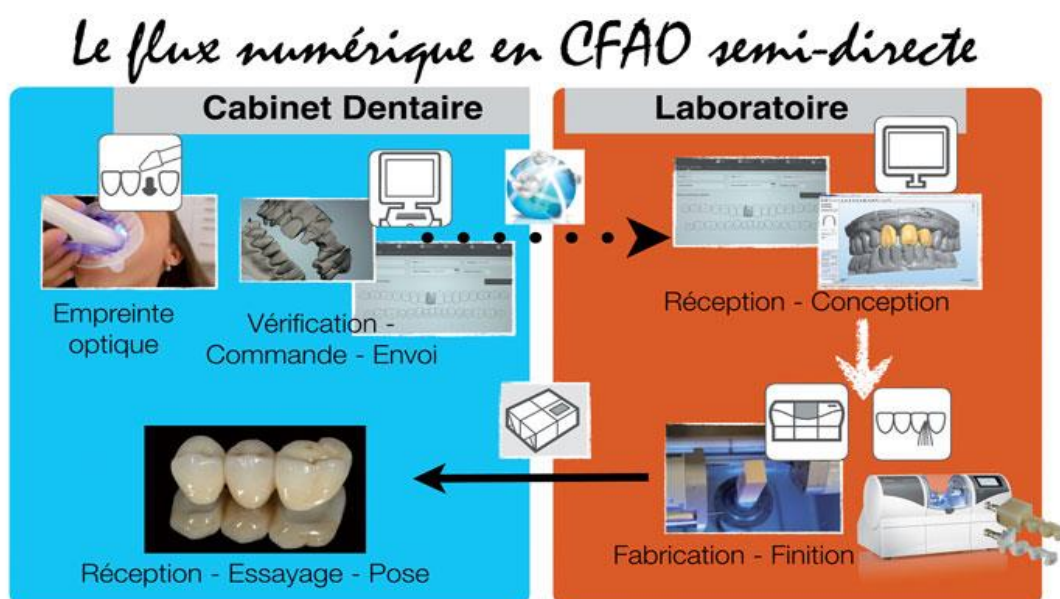 Le flux numérique en CFAO semi-directe
Cabinet Dentaire
Laboratoire
Empreinte
optique
Vérification -
Commande - Envoi
Réception - Conception
Fabrication - Finition
Réception - Essayage - Pose